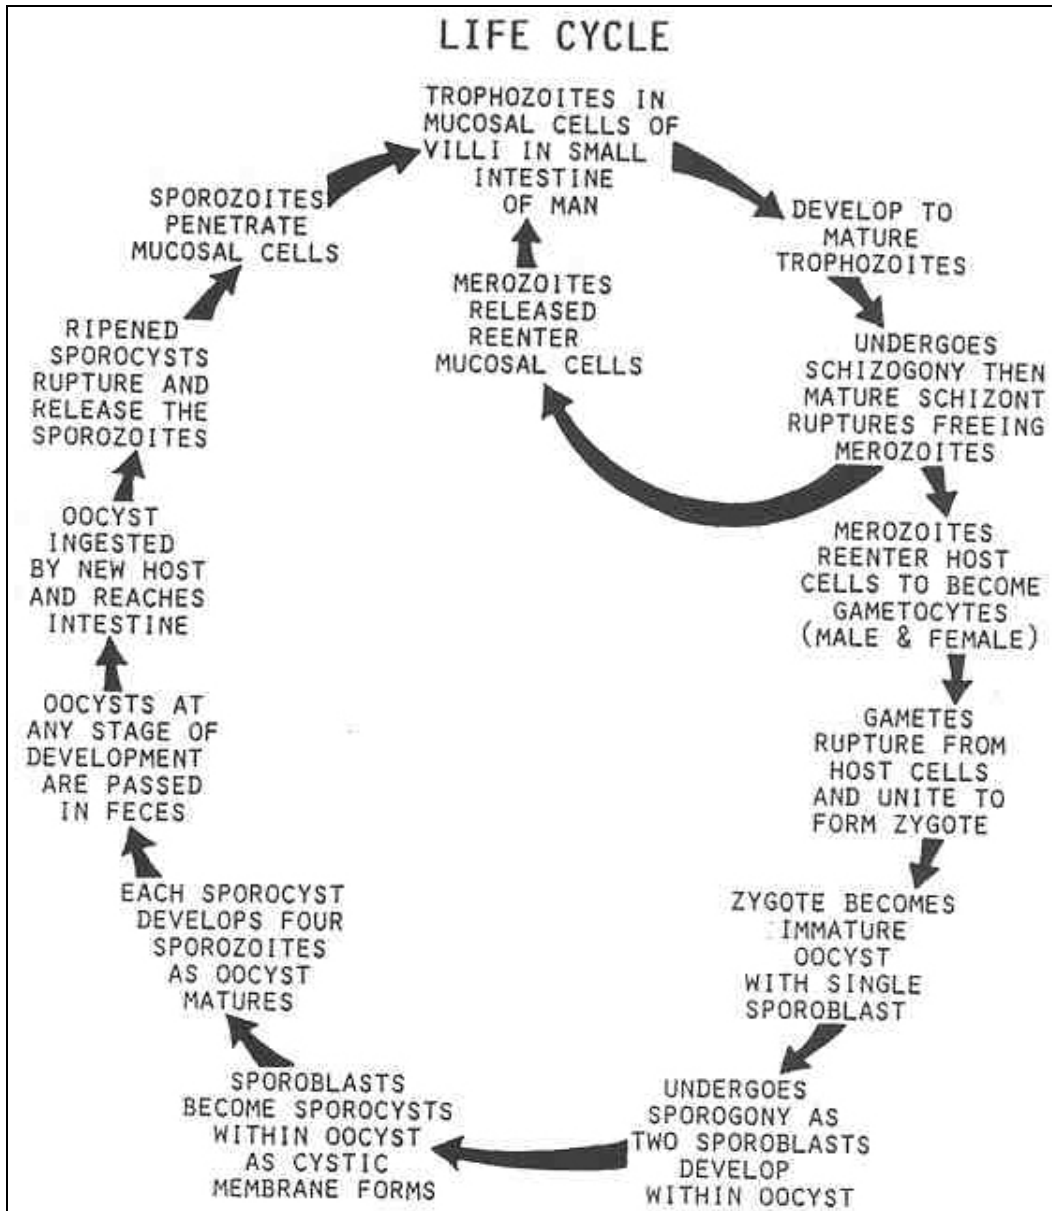 LIFE CYCLE
TROPHOZOITES IN
MUCOSAL CELLS OF
VILLI IN SMALL
INTESTINE
OF MAN
DEVELOP TO
MATURE
TROPHOZOITES
UNDERGOES
SCHIZOGONY THEN
MATURE SCHIZONT
RUPTURES FREEING
MEROZOITES
MEROZOITES
RELEASED
REENTER
MUCOSAL CELLS
MEROZOITES
REENTER HOST
CELLS TO BECOME
GAMETOCYTES
(MALE & FEMALE)
GAMETES
RUPTURE FROM
HOST CELLS
AND UNITE TO
FORM ZYGOTE
ZYGOTE BECOMES
IMMATURE
OOCYST
WITH SINGLE
SPOROBLAST
UNDERGOES
SPOROGONY AS
TWO SPOROBLASTS
DEVELOP
WITHIN OOCYST
SPOROBLASTS
BECOME SPOROCYSTS
WITHIN OOCYST
AS CYSTIC
MEMBRANE FORMS
EACH SPOROCYST
DEVELOPS FOUR
SPOROZOITES
AS OOCYST
MATURES
OOCYSTS AT
ANY STAGE OF
DEVELOPMENT
ARE PASSED
IN FECES
OOCYST
INGESTED
BY NEW HOST
AND REACHES
INTESTINE
RIPENED
SPOROCYSTS
RUPTURE AND
RELEASE THE
SPOROZOITES
SPOROZOITES
PENETRATE
MUCOSAL CELLS